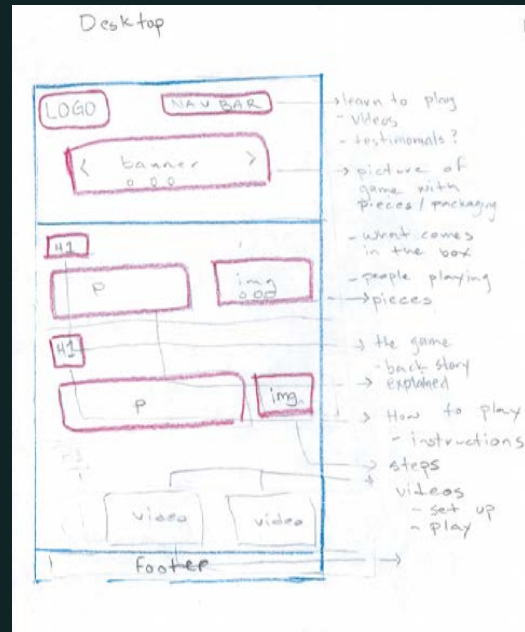 Desktop
LOGO
NAV BAR
< banner >
H1
P
img
H1
P
img
video
video
Footer
→ learn to play
- videos
- testimonals?
→ picture of
game with
pieces/packaging
- what comes
in the box
- people playing
→ pieces
→ the game
- back story
→ explained
→ How to play
- instructions
→ steps
videos
- set up
- play